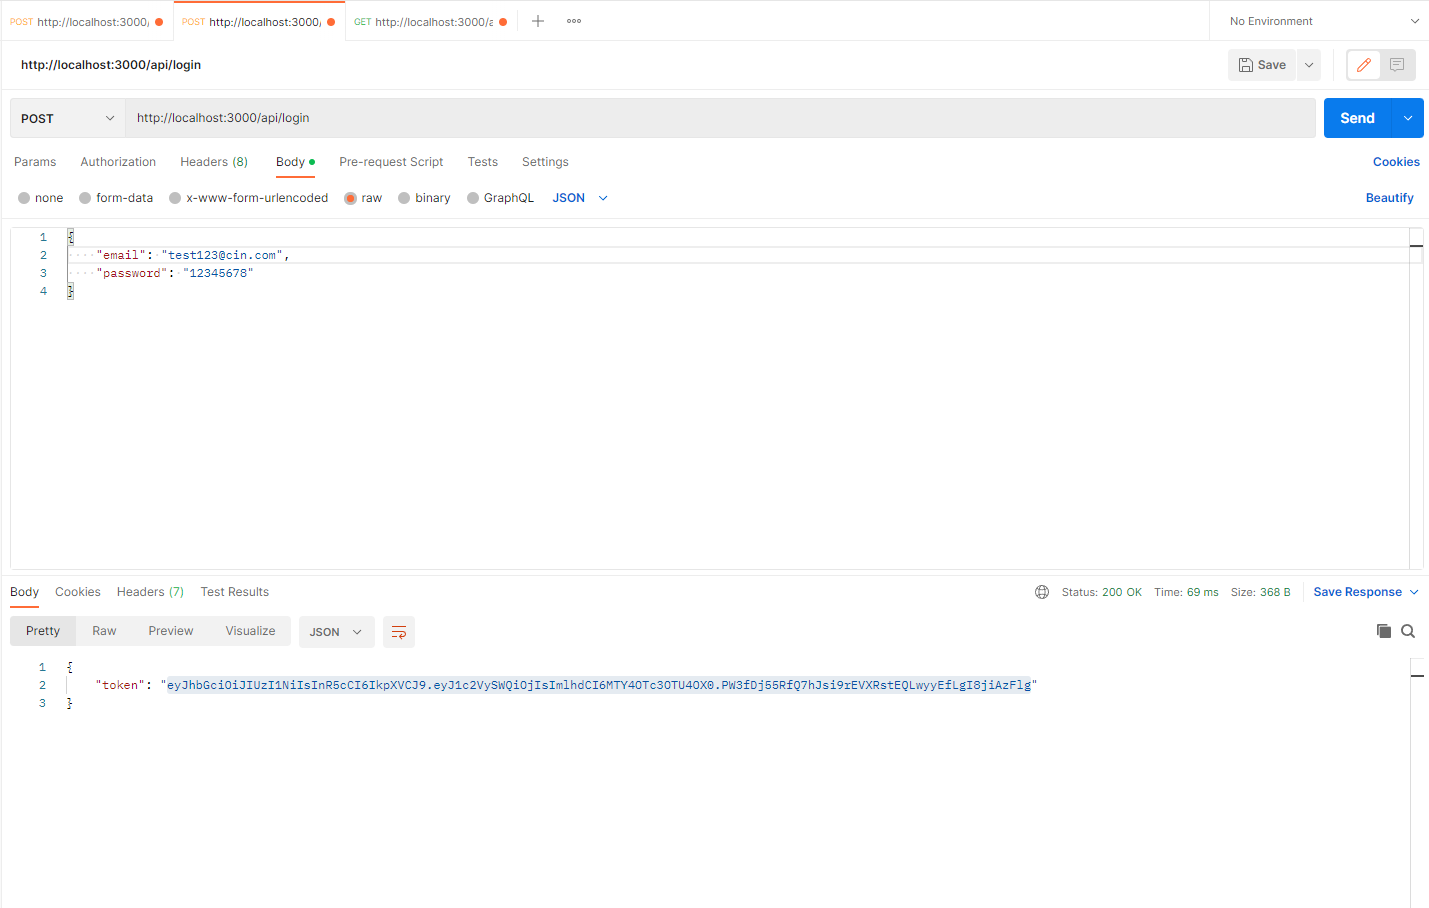 POST http://localhost:3000/ POST http://localhost:3000/ GET http://localhost:3000/a No Environment
http://localhost:3000/api/login Save
POST http://localhost:3000/api/login Send
Params Authorization Headers (8) Body Pre-request Script Tests Settings Cookies
none form-data x-www-form-urlencoded raw binary GraphQL JSON Beautify
1 {
2 "email": "test123@cin.com",
3 "password": "12345678"
4 }
Body Cookies Headers (7) Test Results Status: 200 OK Time: 69 ms Size: 368 B Save Response
Pretty Raw Preview Visualize JSON
1 {
2 "token": "eyJhbGciOiJIUzI1NiIsInR5cCI6IkpXVCJ9.eyJ1c2VySWQiOjIsImlhdCI6MTY4OTc3OTU4OX0.PW3fDj55RfQ7hJsi9rEVXRstEQLwyyEfLgI8jiAzFlg"
3 }